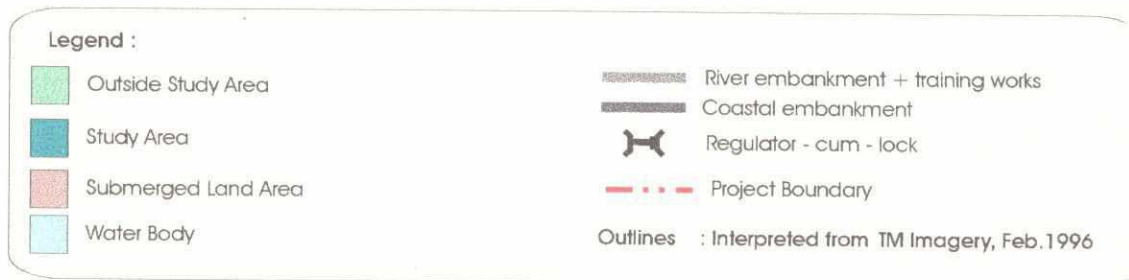 Legend :
Outside Study Area
Study Area
Submerged Land Area
Water Body
River embankment + training works
Coastal embankment
Regulator - cum - lock
Project Boundary
Outlines : Interpreted from TM Imagery, Feb.1996